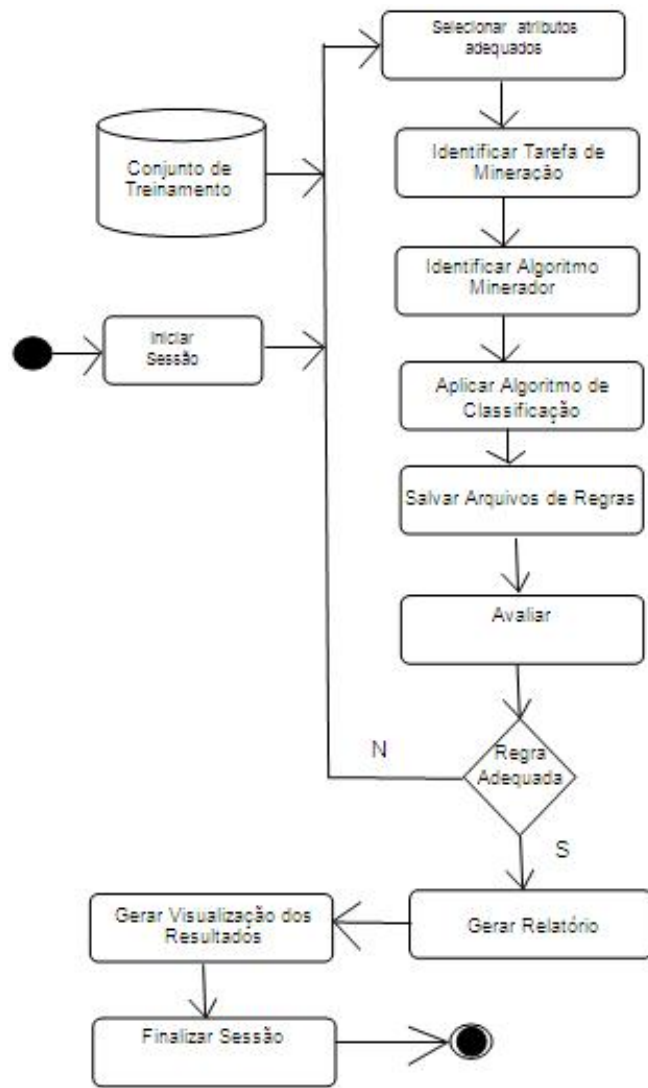 Selecionar atributos
adequados
Conjunto de
Treinamento
Identificar Tarefa de
Mineração
Identificar Algoritmo
Minerador
Iniciar
Sessão
Aplicar Algoritmo de
Classificação
Salvar Arquivos de Regras
Avaliar
Regra
Adequada
N
S
Gerar Relatório
Gerar Visualização dos
Resultados
Finalizar Sessão